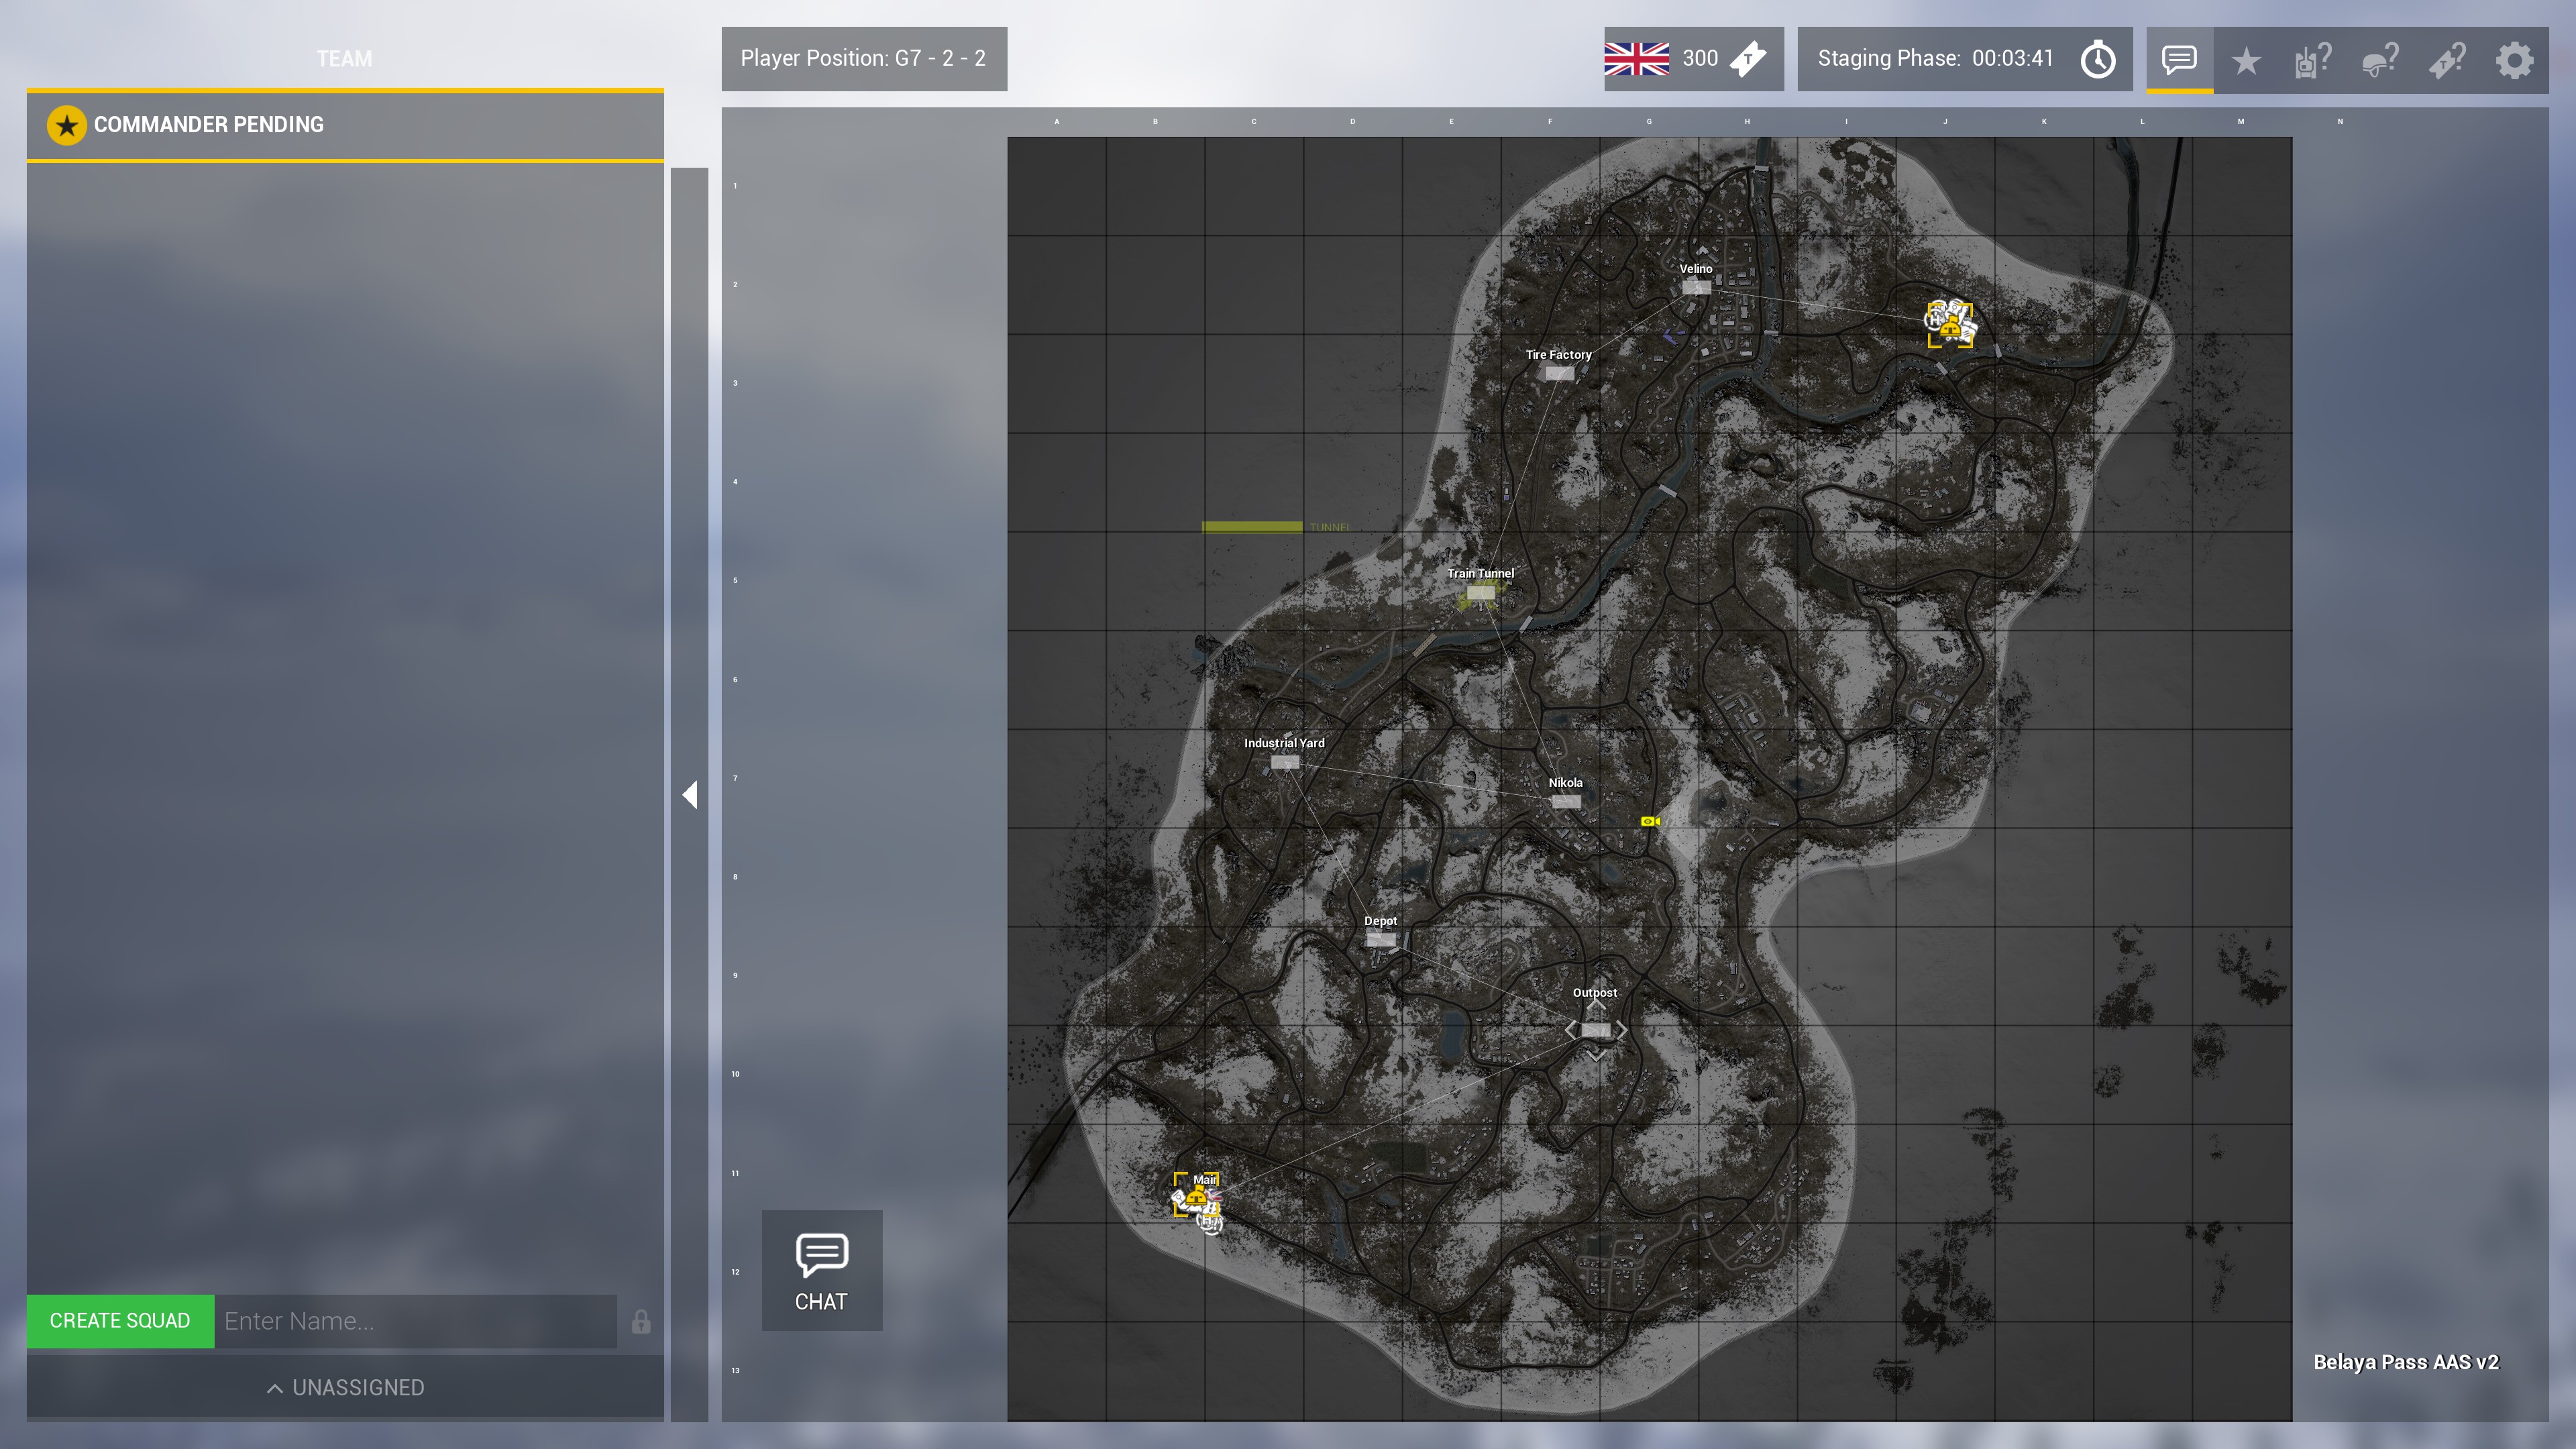 TEAM
COMMANDER PENDING
Player Position: G7 - 2 - 2
300
Staging Phase: 00:03:41
A B C D E F G H I J K L M N
1
2
3
4
5
6
7
8
9
10
11
12
13
Velino
Tire Factory
TUNNEL
Train Tunnel
Industrial Yard
Nikola
Depot
Outpost
Main
CHAT
CREATE SQUAD
Enter Name...
UNASSIGNED
Belaya Pass AAS v2